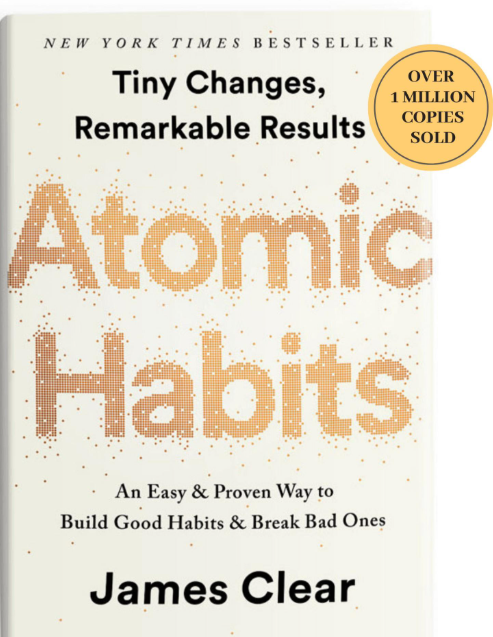 NEW YORK TIMES BESTSELLER
Tiny Changes,
Remarkable Results
OVER
1 MILLION
COPIES
SOLD
Atomic
Habits
An Easy & Proven Way to
Build Good Habits & Break Bad Ones
James Clear